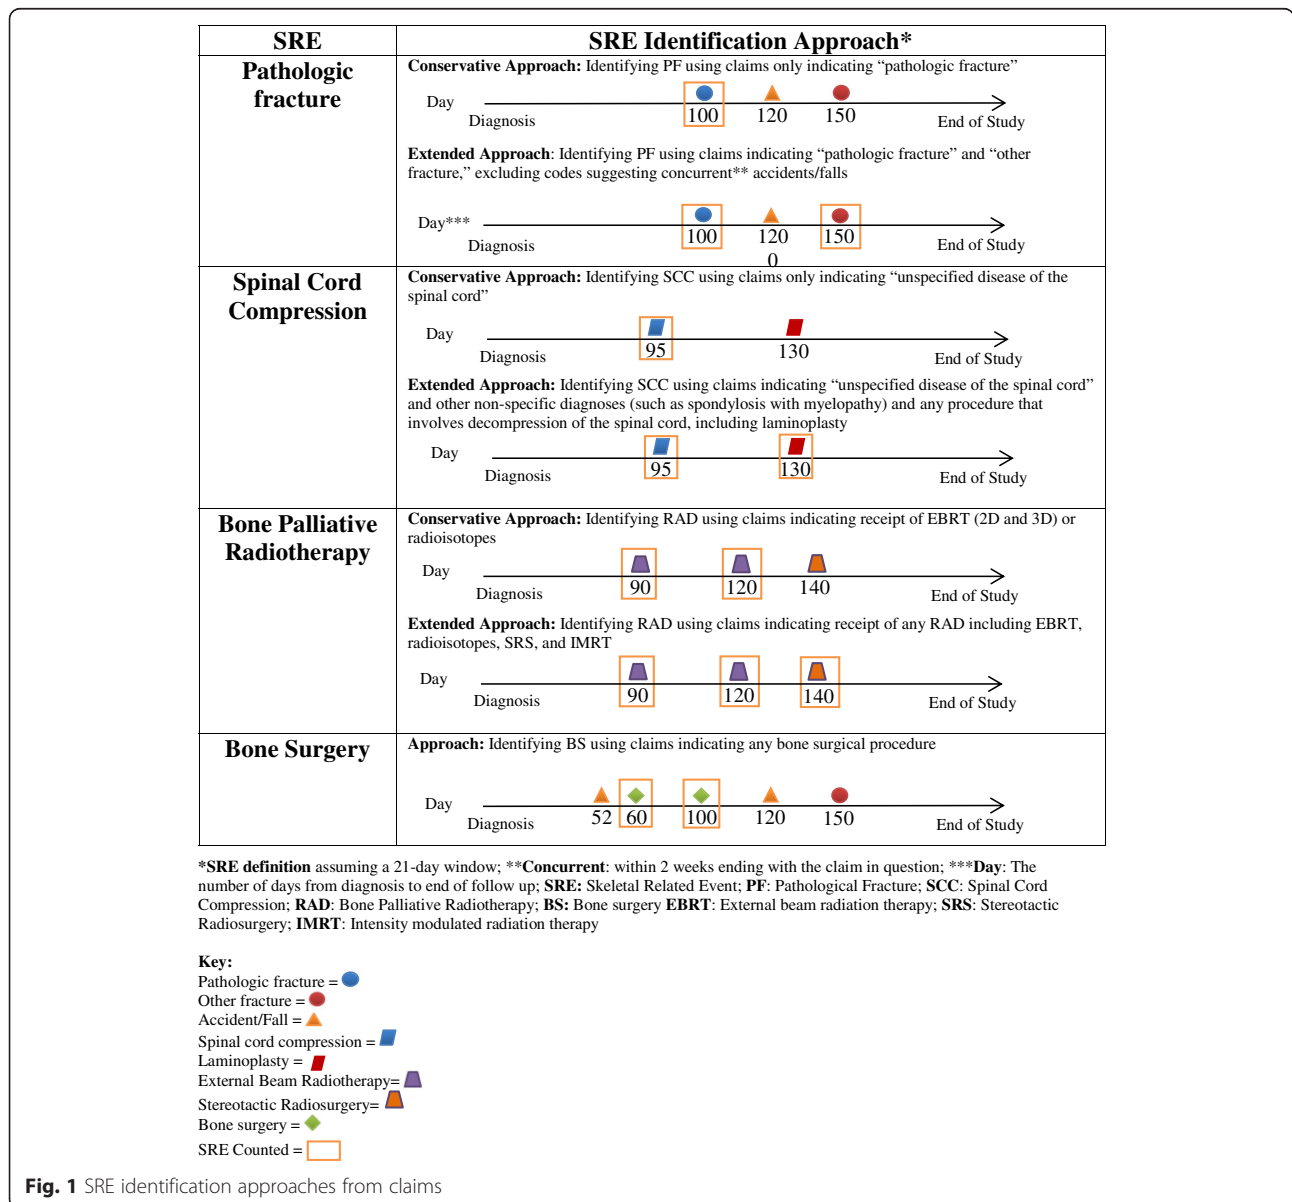 SRE
SRE Identification Approach*
Pathologic
fracture
Conservative Approach: Identifying PF using claims only indicating “pathologic fracture”
Day
100
120
150
Diagnosis
End of Study
Extended Approach: Identifying PF using claims indicating “pathologic fracture” and “other
fracture,” excluding codes suggesting concurrent** accidents/falls
Day***
100
120
150
Diagnosis
End of Study
0
Spinal Cord
Compression
Conservative Approach: Identifying SCC using claims only indicating “unspecified disease of the
spinal cord”
Day
95
130
Diagnosis
End of Study
Extended Approach: Identifying SCC using claims indicating “unspecified disease of the spinal cord”
and other non-specific diagnoses (such as spondylosis with myelopathy) and any procedure that
involves decompression of the spinal cord, including laminoplasty
Day
95
130
Diagnosis
End of Study
Bone Palliative
Radiotherapy
Conservative Approach: Identifying RAD using claims indicating receipt of EBRT (2D and 3D) or
radioisotopes
Day
90
120
140
Diagnosis
End of Study
Extended Approach: Identifying RAD using claims indicating receipt of any RAD including EBRT,
radioisotopes, SRS, and IMRT
Day
90
120
140
Diagnosis
End of Study
Bone Surgery
Approach: Identifying BS using claims indicating any bone surgical procedure
Day
52
60
100
120
150
Diagnosis
End of Study
*SRE definition assuming a 21-day window; **Concurrent: within 2 weeks ending with the claim in question; ***Day: The
number of days from diagnosis to end of follow up; SRE: Skeletal Related Event; PF: Pathological Fracture; SCC: Spinal Cord
Compression; RAD: Bone Palliative Radiotherapy; BS: Bone surgery EBRT: External beam radiation therapy; SRS: Stereotactic
Radiosurgery; IMRT: Intensity modulated radiation therapy
Key:
Pathologic fracture =
Other fracture =
Accident/Fall =
Spinal cord compression =
Laminoplasty =
External Beam Radiotherapy=
Stereotactic Radiosurgery=
Bone surgery =
SRE Counted =
Fig. 1 SRE identification approaches from claims